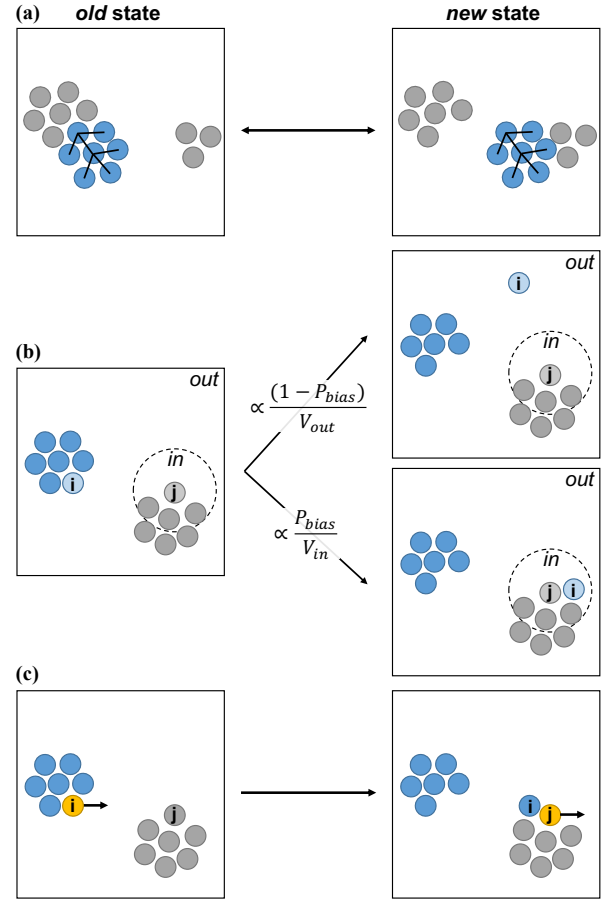 (a)
old state
new state
(b)
out
in
i
j
∝ (1 − P_bias) / V_out
∝ P_bias / V_in
out
i
in
j
out
in
j i
(c)
i
j
i j